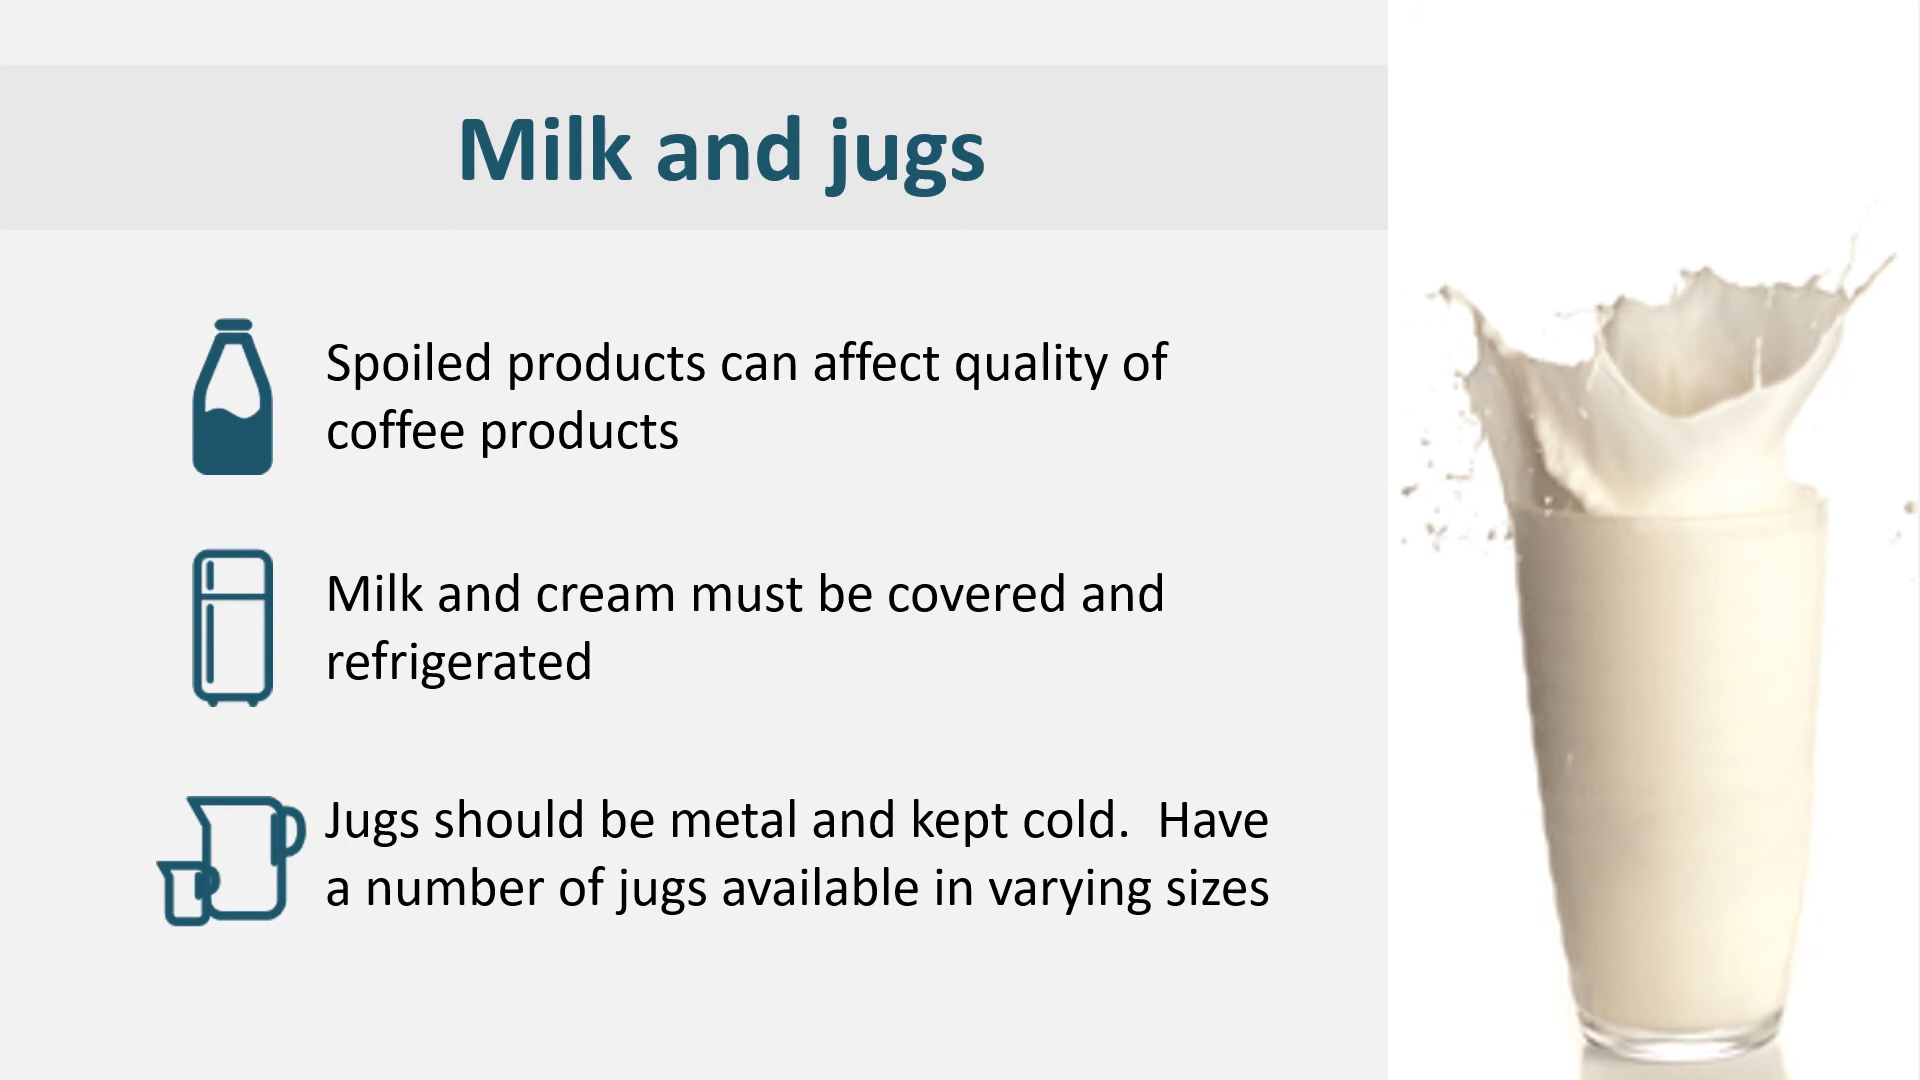 Milk and jugs
Spoiled products can affect quality of
coffee products
Milk and cream must be covered and
refrigerated
Jugs should be metal and kept cold.  Have
a number of jugs available in varying sizes